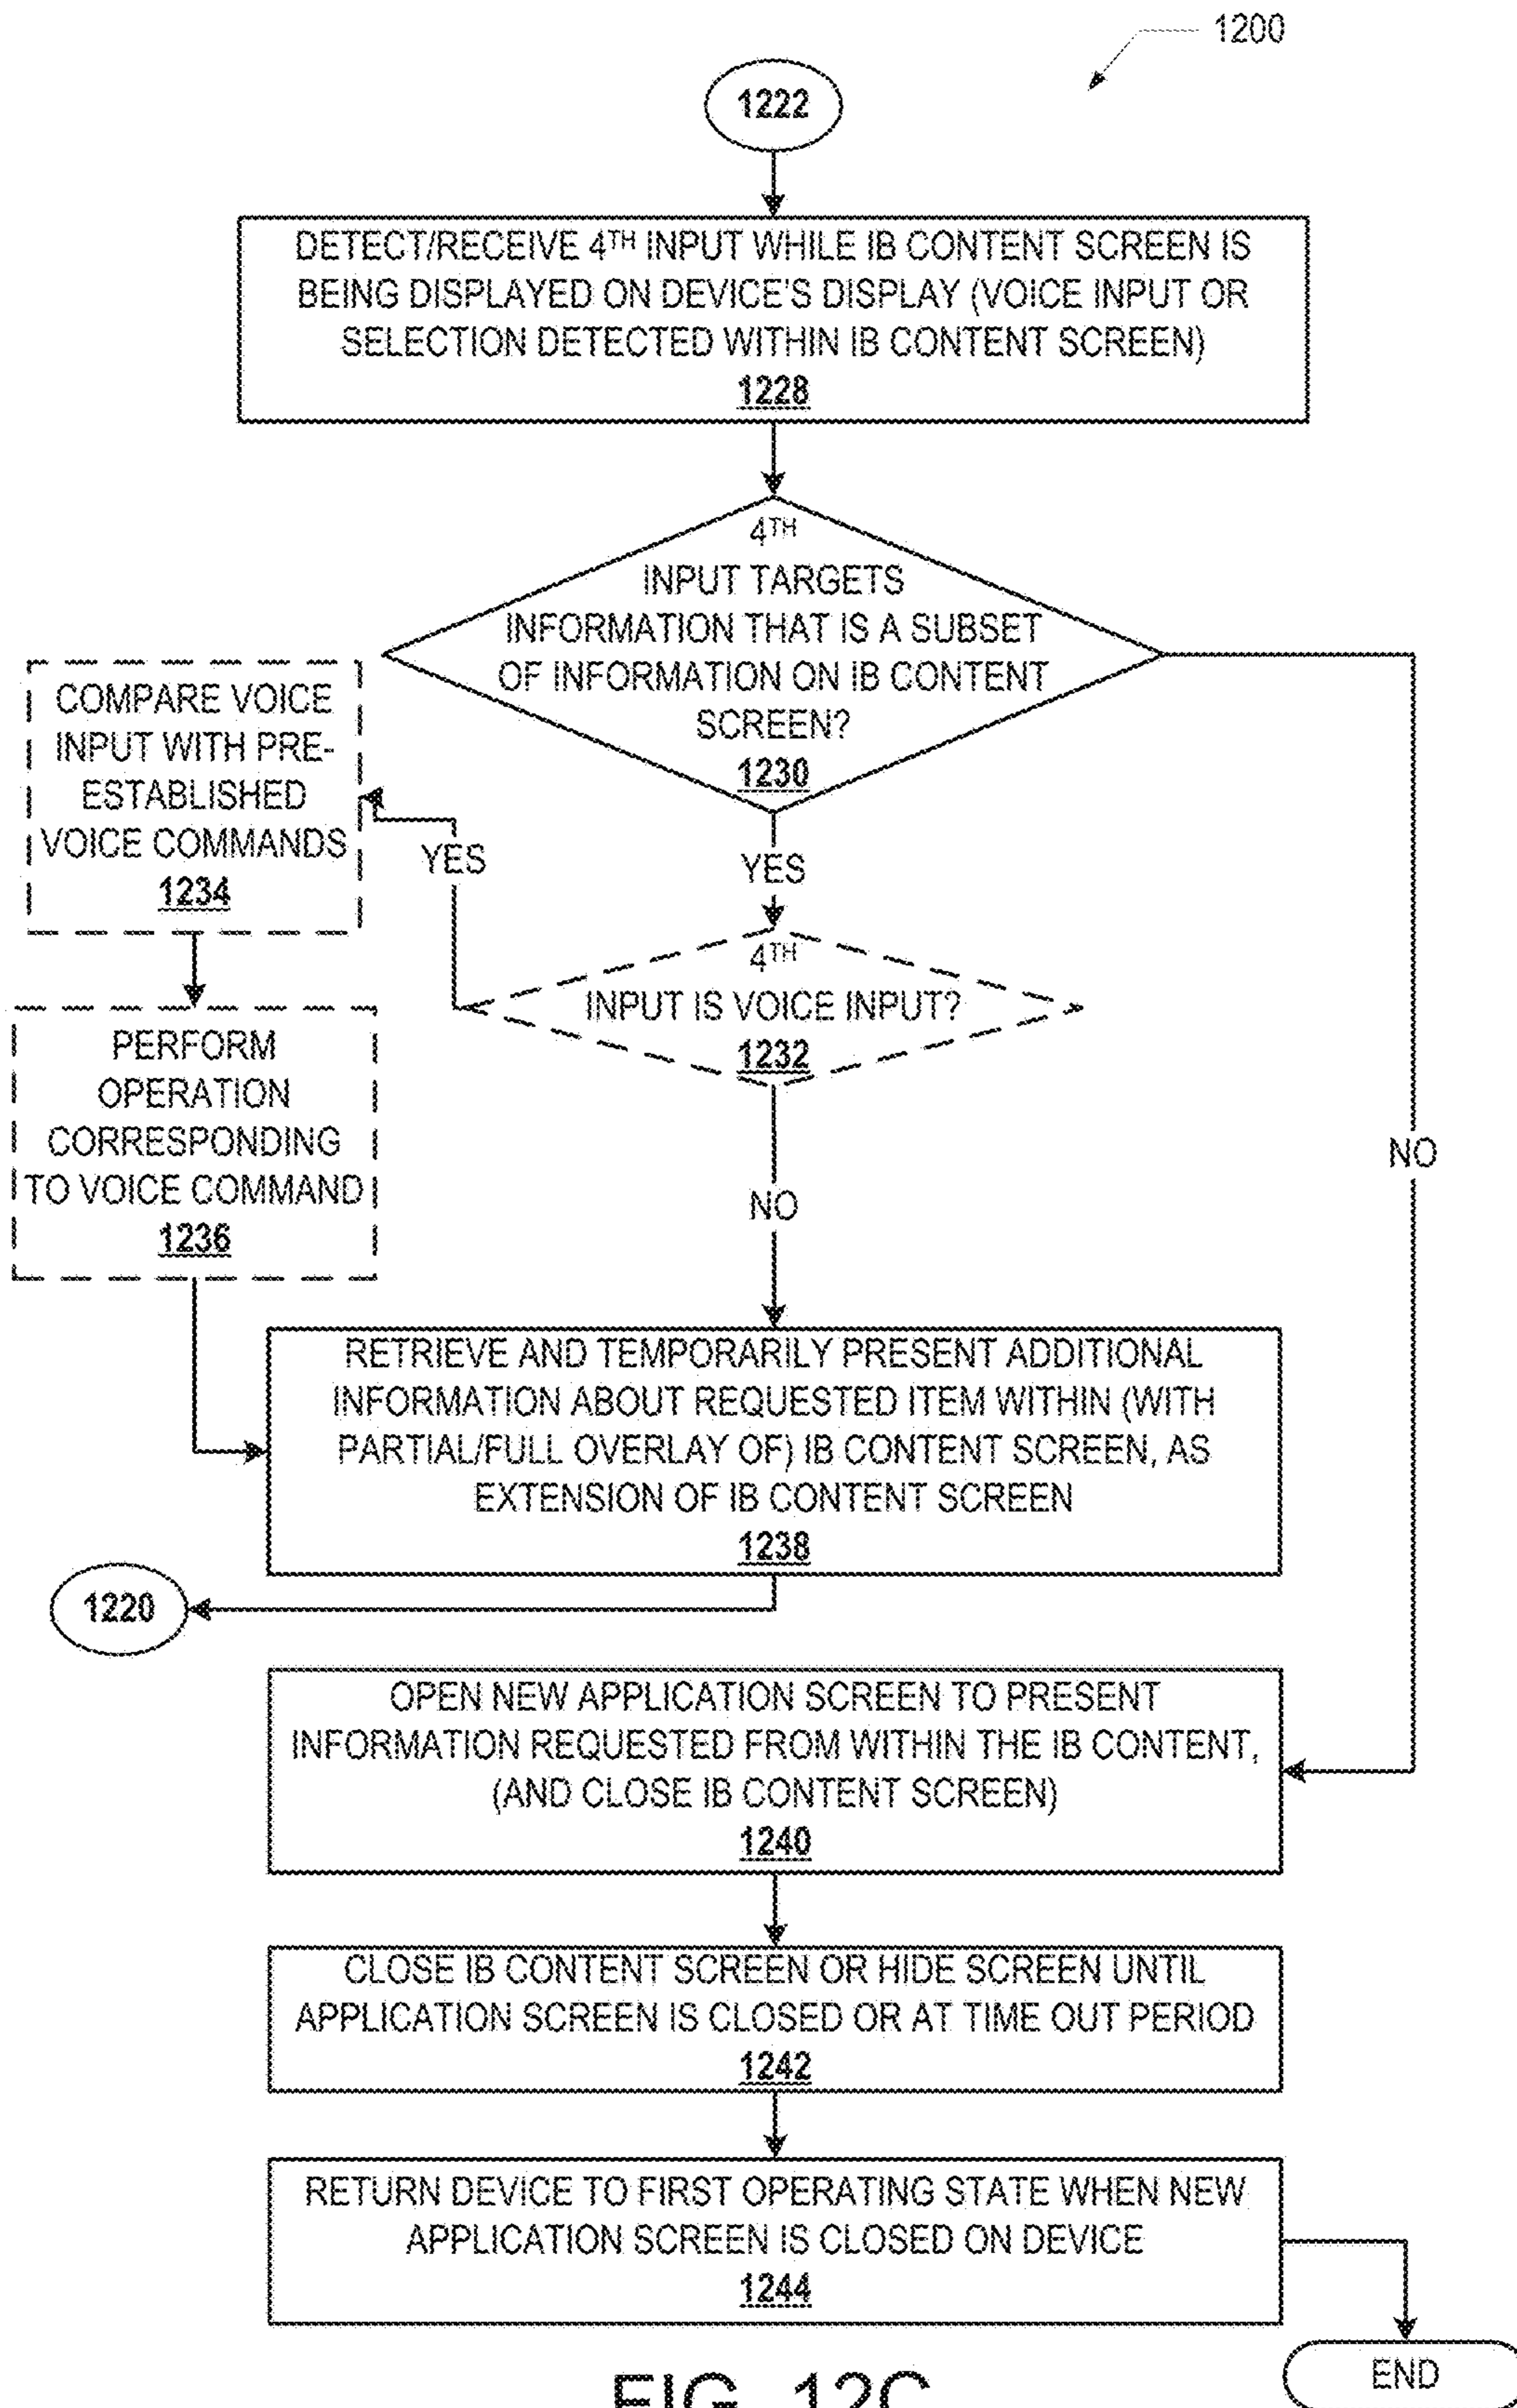 1200
1222
DETECT/RECEIVE 4TH INPUT WHILE IB CONTENT SCREEN IS
BEING DISPLAYED ON DEVICE'S DISPLAY (VOICE INPUT OR
SELECTION DETECTED WITHIN IB CONTENT SCREEN)
1228
4TH
INPUT TARGETS
INFORMATION THAT IS A SUBSET
OF INFORMATION ON IB CONTENT
SCREEN?
1230
COMPARE VOICE
INPUT WITH PRE-
ESTABLISHED
VOICE COMMANDS
1234
YES
YES
4TH
INPUT IS VOICE INPUT?
1232
PERFORM
OPERATION
CORRESPONDING
TO VOICE COMMAND
1236
NO
NO
RETRIEVE AND TEMPORARILY PRESENT ADDITIONAL
INFORMATION ABOUT REQUESTED ITEM WITHIN (WITH
PARTIAL/FULL OVERLAY OF) IB CONTENT SCREEN, AS
EXTENSION OF IB CONTENT SCREEN
1238
1220
OPEN NEW APPLICATION SCREEN TO PRESENT
INFORMATION REQUESTED FROM WITHIN THE IB CONTENT,
(AND CLOSE IB CONTENT SCREEN)
1240
CLOSE IB CONTENT SCREEN OR HIDE SCREEN UNTIL
APPLICATION SCREEN IS CLOSED OR AT TIME OUT PERIOD
1242
RETURN DEVICE TO FIRST OPERATING STATE WHEN NEW
APPLICATION SCREEN IS CLOSED ON DEVICE
1244
END
FIG. 12C